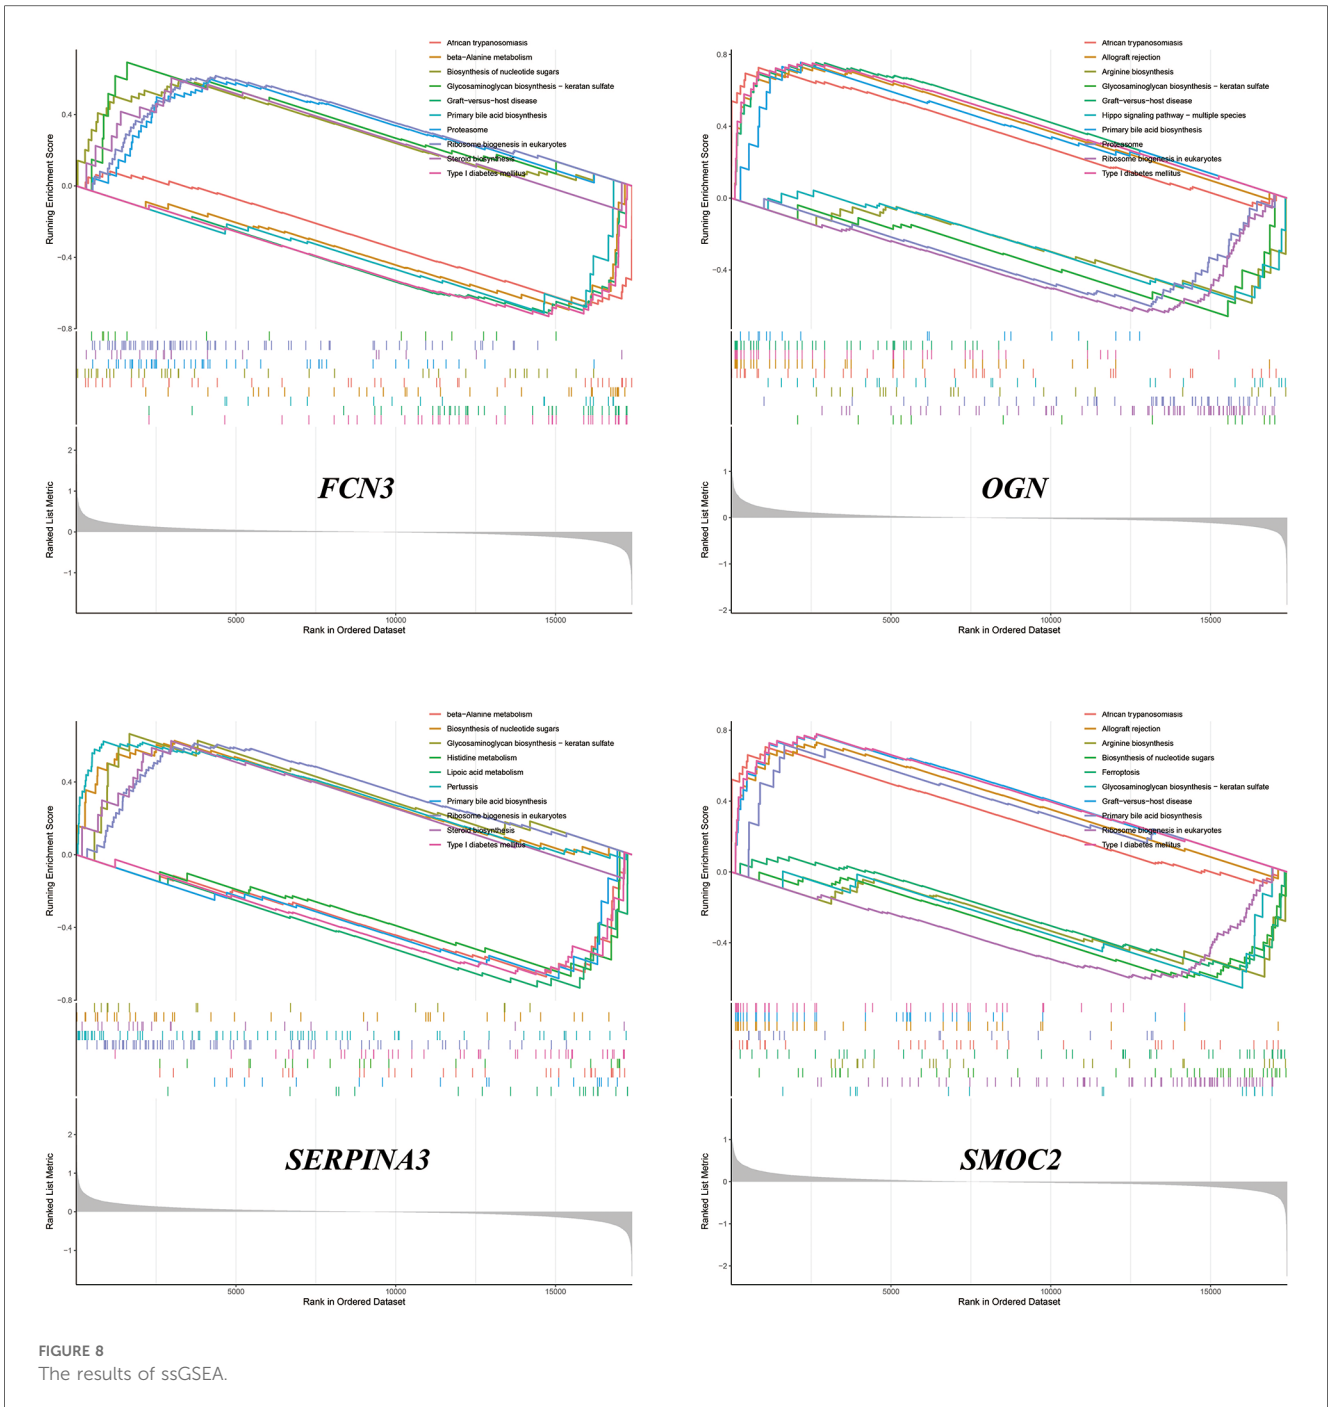 African trypanosomiasis
beta−Alanine metabolism
Biosynthesis of nucleotide sugars
Glycosaminoglycan biosynthesis − keratan sulfate
Graft−versus−host disease
Primary bile acid biosynthesis
Proteasome
Ribosome biogenesis in eukaryotes
Steroid biosynthesis
Type I diabetes mellitus
Running Enrichment Score
0.4
0.0
−0.4
−0.8
Ranked List Metric
2
1
0
−1
FCN3
5000
10000
15000
Rank in Ordered Dataset
African trypanosomiasis
Allograft rejection
Arginine biosynthesis
Glycosaminoglycan biosynthesis − keratan sulfate
Graft−versus−host disease
Hippo signaling pathway − multiple species
Primary bile acid biosynthesis
Proteasome
Ribosome biogenesis in eukaryotes
Type I diabetes mellitus
Running Enrichment Score
0.8
0.4
0.0
−0.4
Ranked List Metric
1
0
−1
−2
OGN
5000
10000
15000
Rank in Ordered Dataset
beta−Alanine metabolism
Biosynthesis of nucleotide sugars
Glycosaminoglycan biosynthesis − keratan sulfate
Histidine metabolism
Lipoic acid metabolism
Pertussis
Primary bile acid biosynthesis
Ribosome biogenesis in eukaryotes
Steroid biosynthesis
Type I diabetes mellitus
Running Enrichment Score
0.4
0.0
−0.4
−0.8
Ranked List Metric
2
1
0
−1
SERPINA3
5000
10000
15000
Rank in Ordered Dataset
African trypanosomiasis
Allograft rejection
Arginine biosynthesis
Biosynthesis of nucleotide sugars
Ferroptosis
Glycosaminoglycan biosynthesis − keratan sulfate
Graft−versus−host disease
Primary bile acid biosynthesis
Ribosome biogenesis in eukaryotes
Type I diabetes mellitus
Running Enrichment Score
0.8
0.4
0.0
−0.4
Ranked List Metric
1
0
−1
−2
SMOC2
5000
10000
15000
Rank in Ordered Dataset
FIGURE 8
The results of ssGSEA.